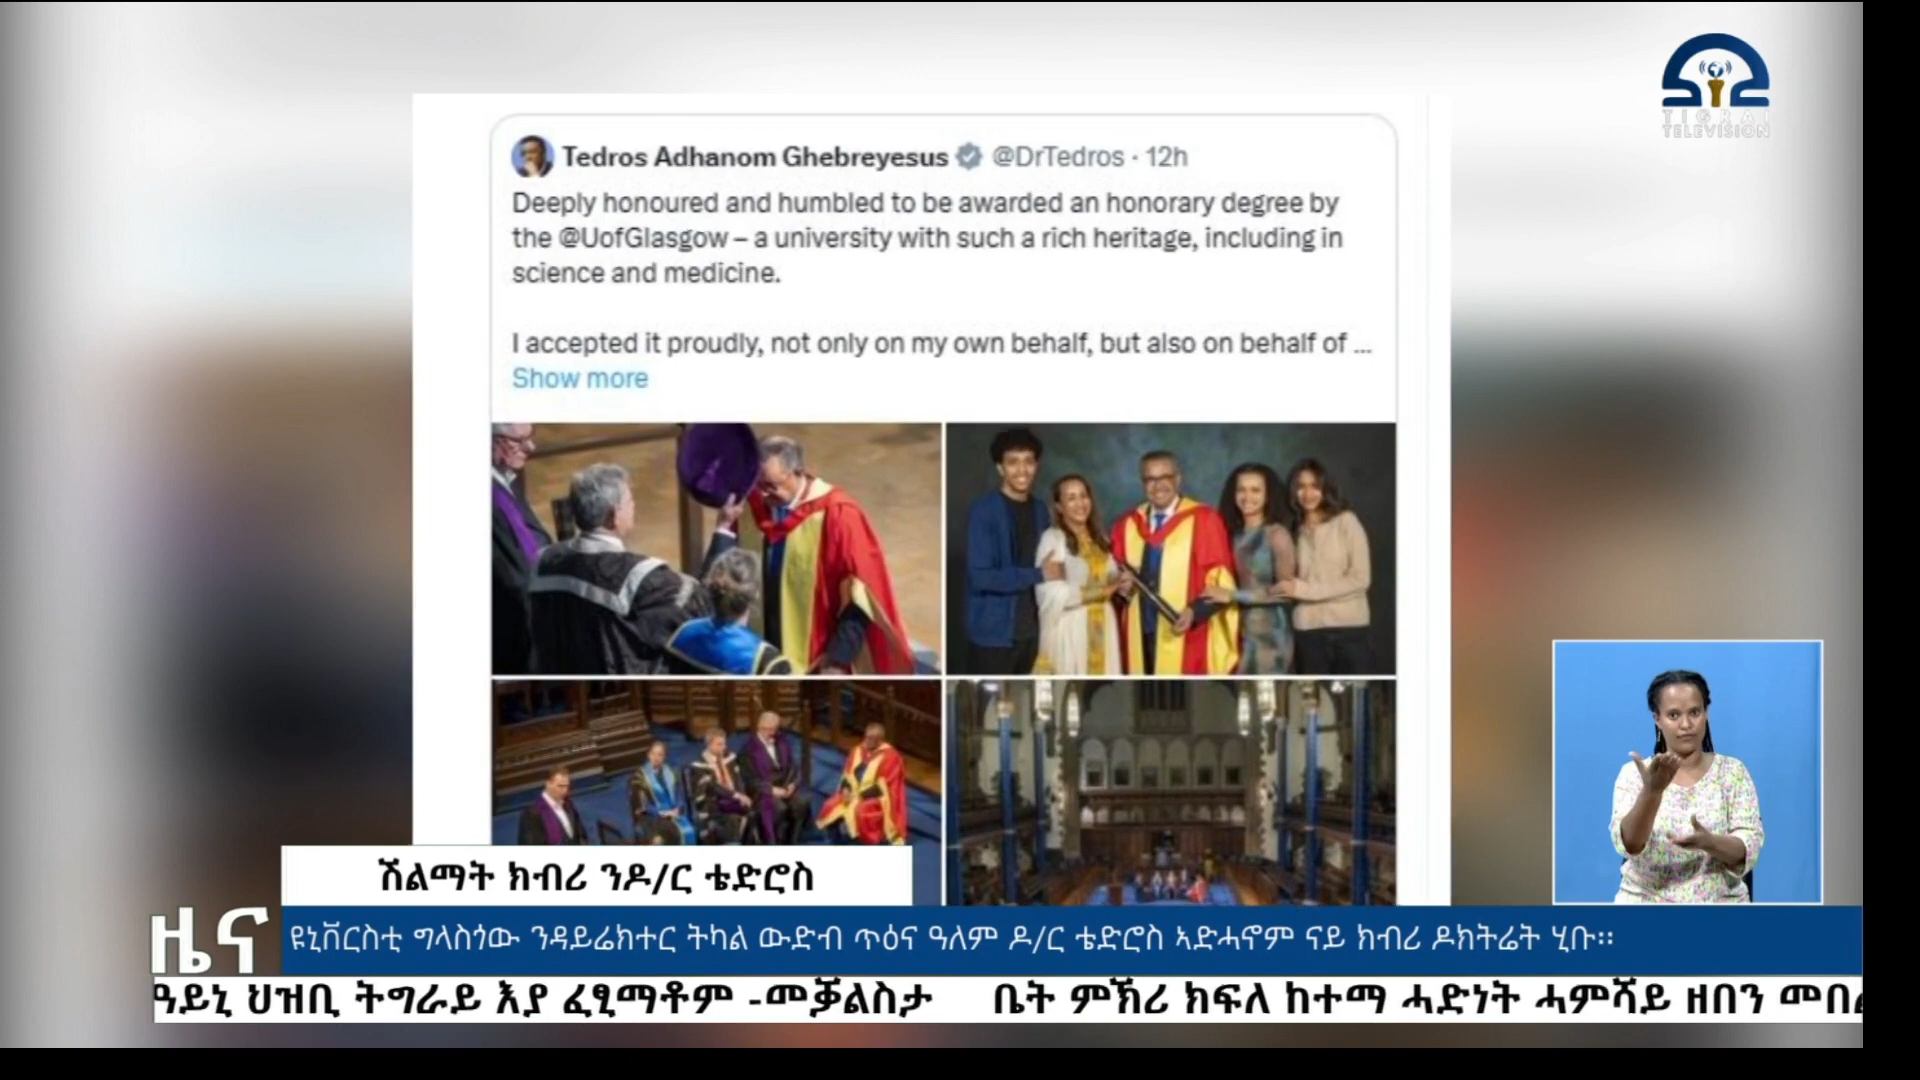 TIGRAI
TELEVISION
Tedros Adhanom Ghebreyesus @DrTedros · 12h
Deeply honoured and humbled to be awarded an honorary degree by
the @UofGlasgow – a university with such a rich heritage, including in
science and medicine.
I accepted it proudly, not only on my own behalf, but also on behalf of ...
Show more
ሽልማት ክብሪ ንዶ/ር ቴድሮስ
ዜና
ዩኒቨርስቲ ግላስጎው ንዳይሬክተር ትካል ውድብ ጥዕና ዓለም ዶ/ር ቴድሮስ ኣድሓኖም ናይ ክብሪ ዶክትሬት ሂቡ፡፡
ዓይኒ ህዝቢ ትግራይ እያ ፈፂማቶም -መቓልስታ ቤት ምኽሪ ክፍለ ከተማ ሓድነት ሓምሻይ ዘበን